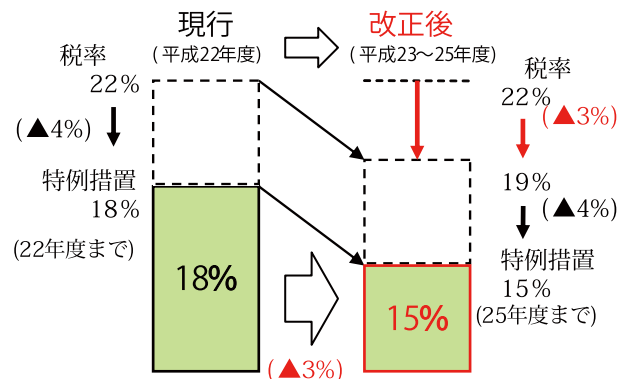 現行
(平成22年度)
改正後
(平成23～25年度)
税率
22%
(▲4%)
特例措置
18%
(22年度まで)
18%
(▲3%)
15%
税率
22%
(▲3%)
19%
(▲4%)
特例措置
15%
(25年度まで)